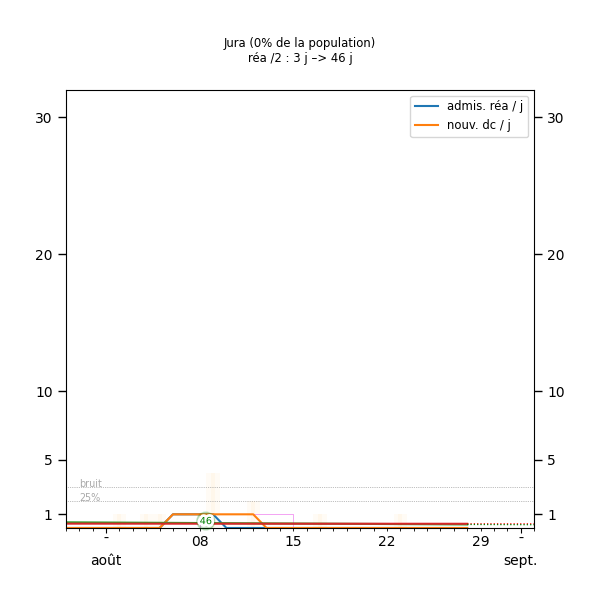 Jura (0% de la population)
réa /2 : 3 j –> 46 j
admis. réa / j
nouv. dc / j
30 30
20 20
10 10
5 5
bruit
25%
1 46 1
- 08 15 22 29 -
août sept.